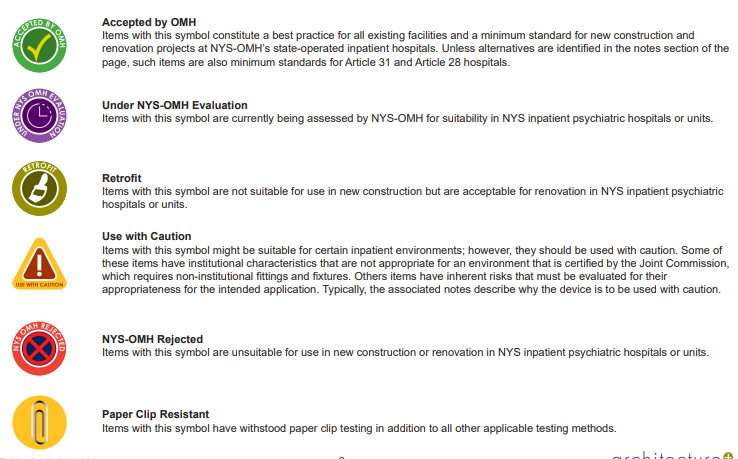 ACCEPTED BY OMH
Accepted by OMH
Items with this symbol constitute a best practice for all existing facilities and a minimum standard for new construction and
renovation projects at NYS-OMH's state-operated inpatient hospitals. Unless alternatives are identified in the notes section of the
page, such items are also minimum standards for Article 31 and Article 28 hospitals.
UNDER NYS OMH EVALUATION
Under NYS-OMH Evaluation
Items with this symbol are currently being assessed by NYS-OMH for suitability in NYS inpatient psychiatric hospitals or units.
RETROFIT
Retrofit
Items with this symbol are not suitable for use in new construction but are acceptable for renovation in NYS inpatient psychiatric
hospitals or units.
Use with Caution
Items with this symbol might be suitable for certain inpatient environments; however, they should be used with caution. Some of
these items have institutional characteristics that are not appropriate for an environment that is certified by the Joint Commission,
which requires non-institutional fittings and fixtures. Others items have inherent risks that must be evaluated for their
appropriateness for the intended application. Typically, the associated notes describe why the device is to be used with caution.
USE WITH CAUTION
NYS OMH REJECTED
NYS-OMH Rejected
Items with this symbol are unsuitable for use in new construction or renovation in NYS inpatient psychiatric hospitals or units.
Paper Clip Resistant
Items with this symbol have withstood paper clip testing in addition to all other applicable testing methods.
architecture+